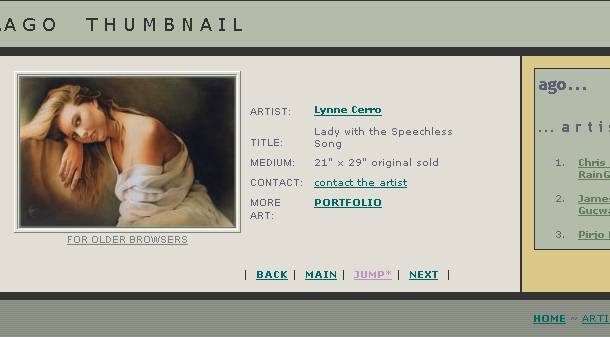 AGO THUMBNAIL
ARTIST: Lynne Cerro
TITLE: Lady with the Speechless
Song
MEDIUM: 21" x 29" original sold
CONTACT: contact the artist
MORE PORTFOLIO
ART:
FOR OLDER BROWSERS
| BACK | MAIN | JUMP* | NEXT |
ago...
... artis
1. Chris
RainG
2. James
Gucwa
3. Pirjo
HOME ~ ARTI